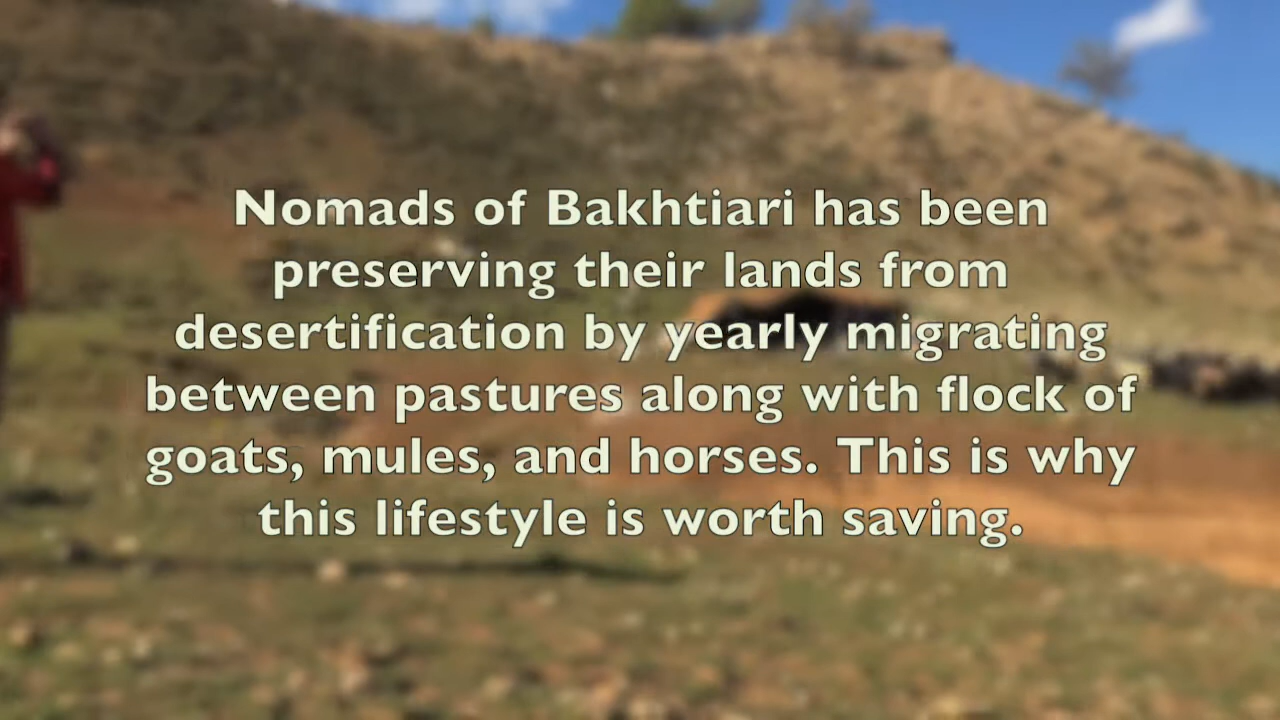 Nomads of Bakhtiari has been
preserving their lands from
desertification by yearly migrating
between pastures along with flock of
goats, mules, and horses. This is why
this lifestyle is worth saving.